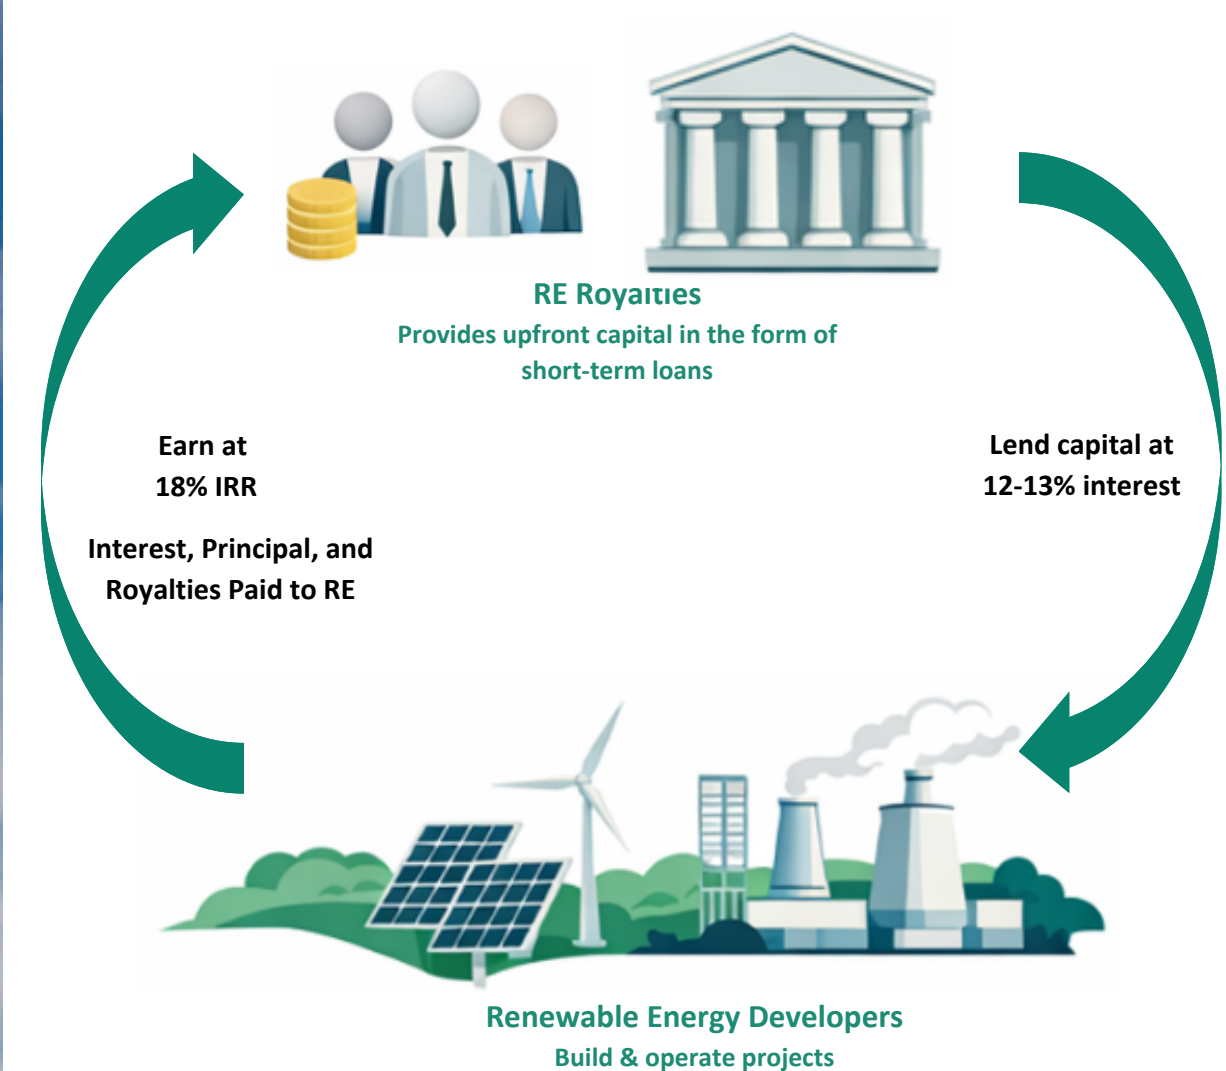 RE Royalties
Provides upfront capital in the form of
short-term loans
Earn at
18% IRR
Interest, Principal, and
Royalties Paid to RE
Lend capital at
12-13% interest
Renewable Energy Developers
Build & operate projects